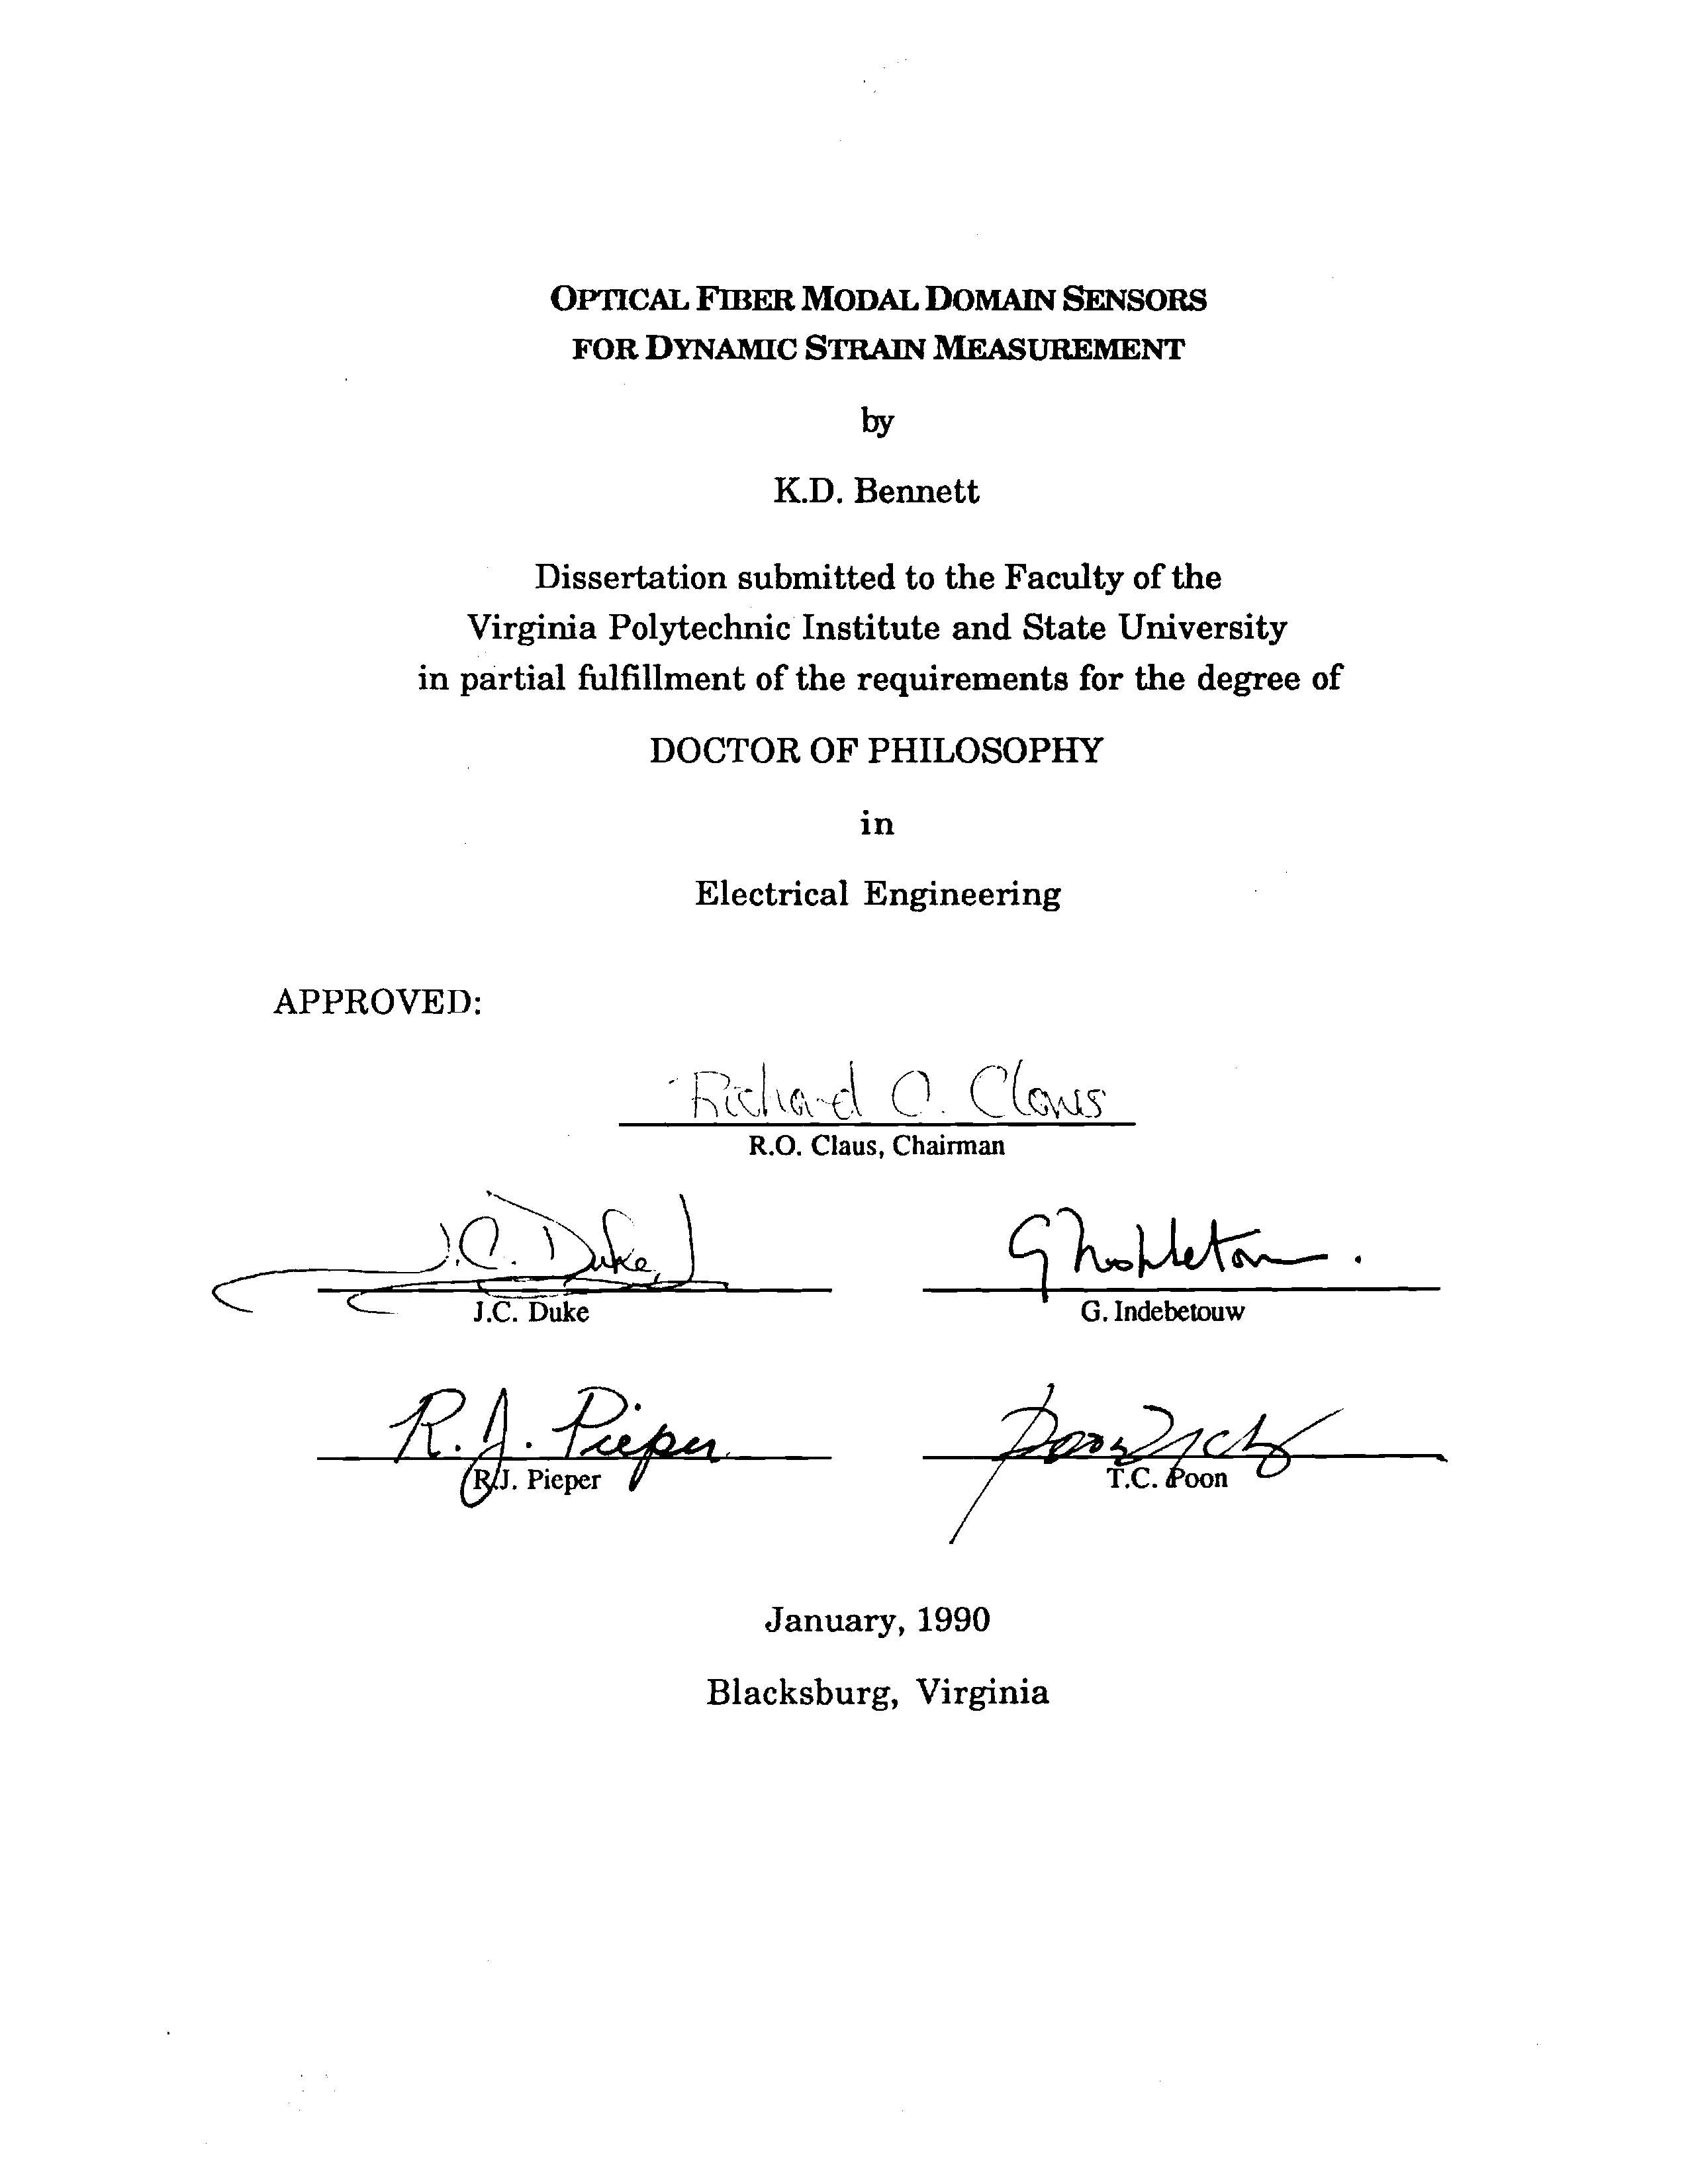 OPTICAL FIBER MODAL DOMAIN SENSORS
FOR DYNAMIC STRAIN MEASUREMENT
by
K.D. Bennett
Dissertation submitted to the Faculty of the
Virginia Polytechnic Institute and State University
in partial fulfillment of the requirements for the degree of
DOCTOR OF PHILOSOPHY
in
Electrical Engineering
APPROVED:
Richard O. Claus
R.O. Claus, Chairman
J.C. Duke, J
J.C. Duke
G. Indebetouw
R.J. Pieper
R.J. Pieper
Poon
T.C. Poon
January, 1990
Blacksburg, Virginia